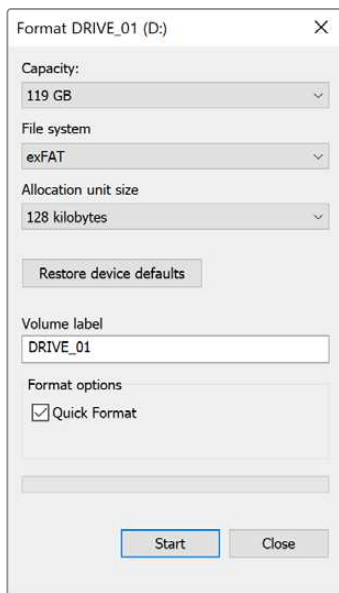 Format DRIVE_01 (D:)
Capacity:
119 GB
File system
exFAT
Allocation unit size
128 kilobytes
Restore device defaults
Volume label
DRIVE_01
Format options
Quick Format
Start Close